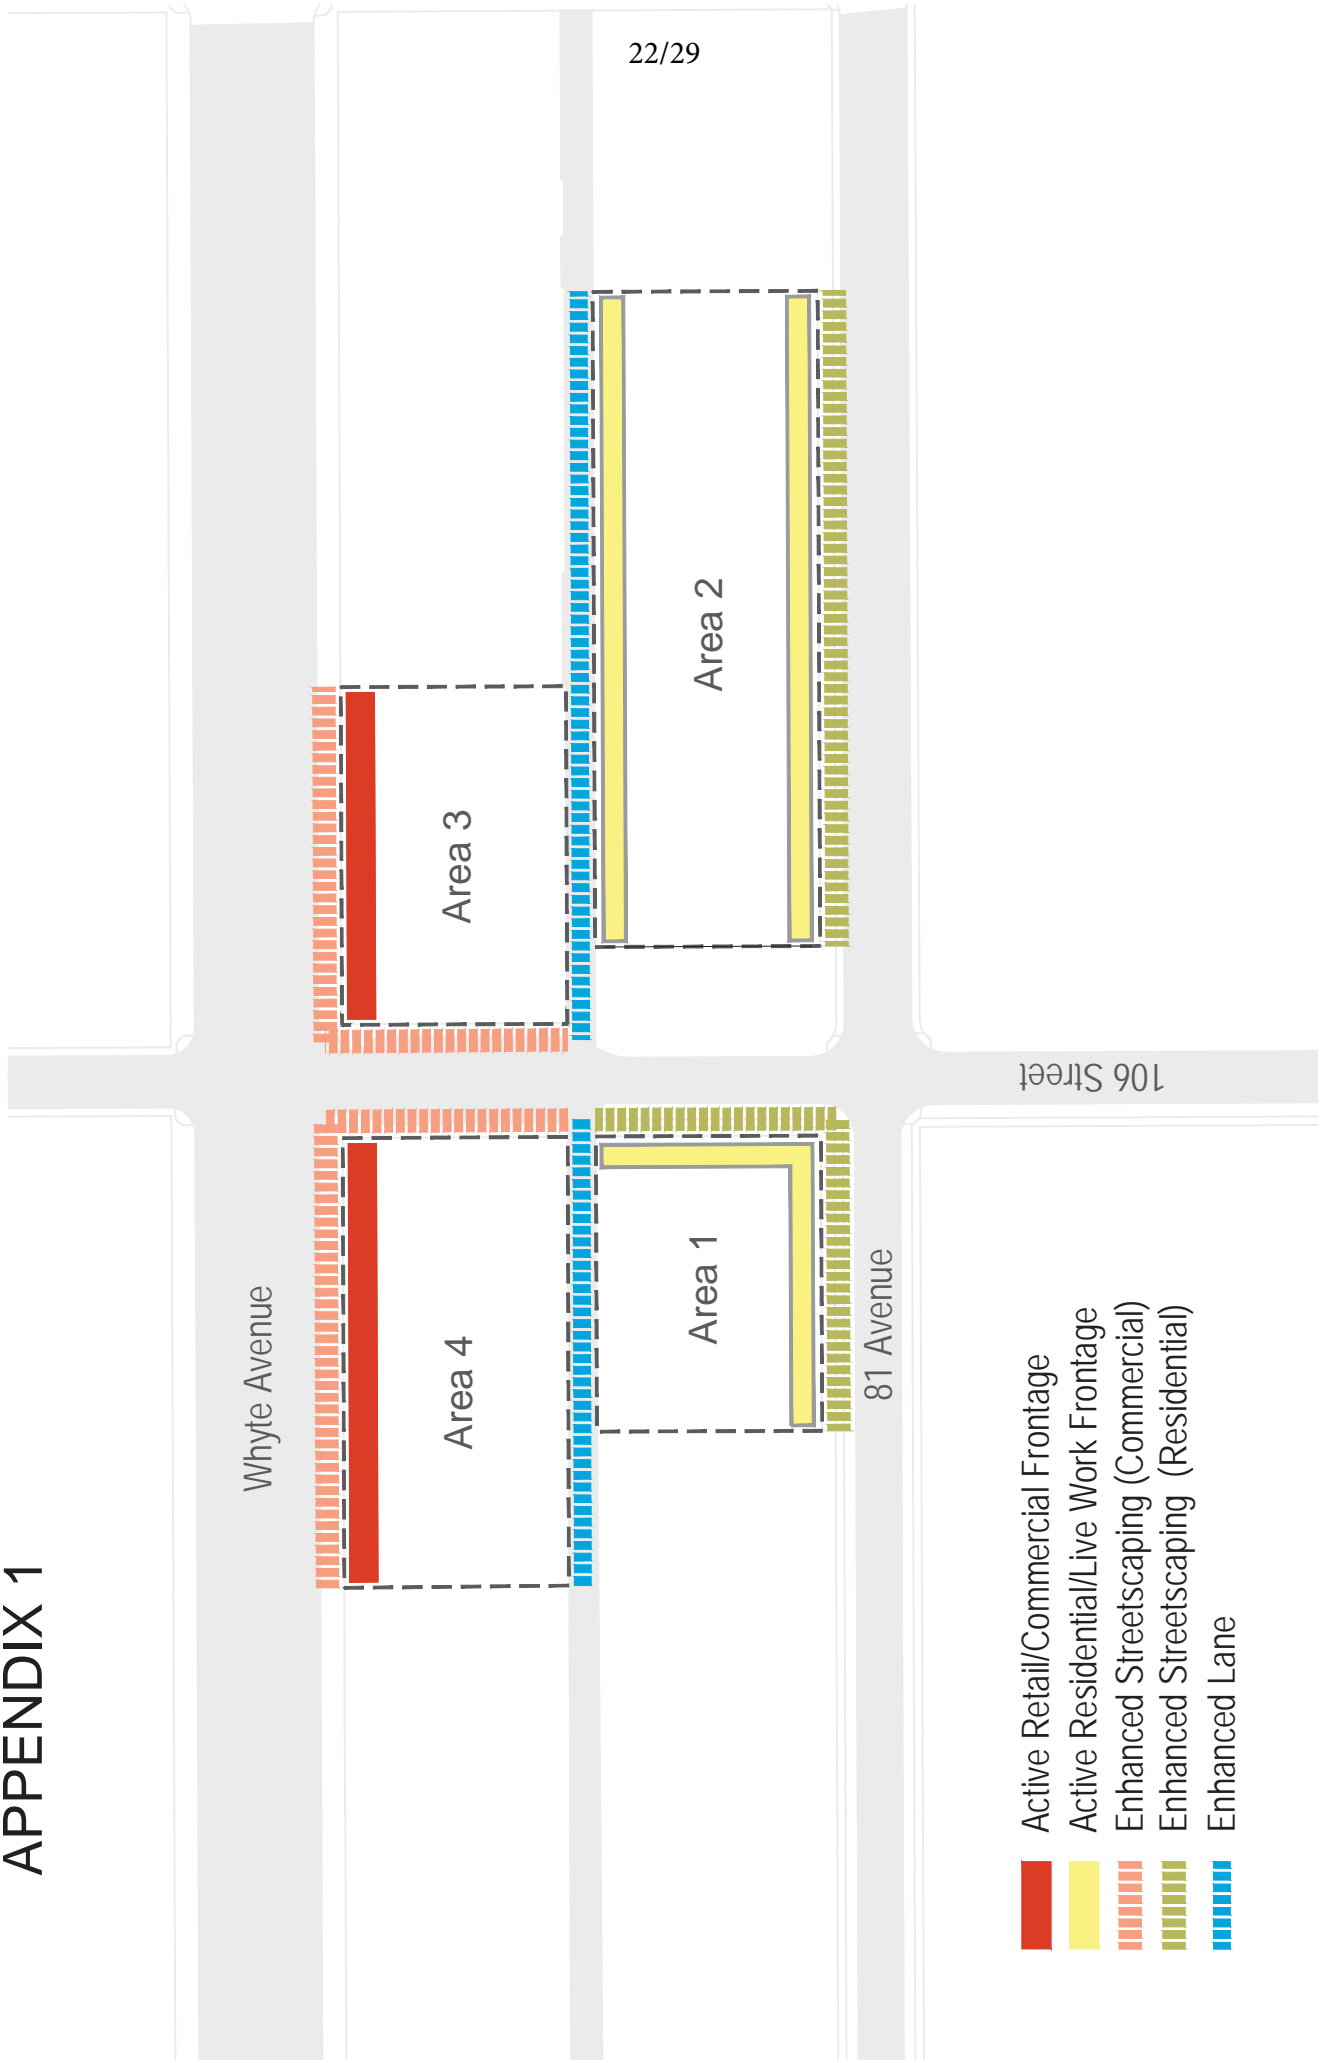 22/29
APPENDIX 1
Whyte Avenue
Area 4
Area 3
Area 1
Area 2
81 Avenue
106 Street
Active Retail/Commercial Frontage
Active Residential/Live Work Frontage
Enhanced Streetscaping (Commercial)
Enhanced Streetscaping (Residential)
Enhanced Lane